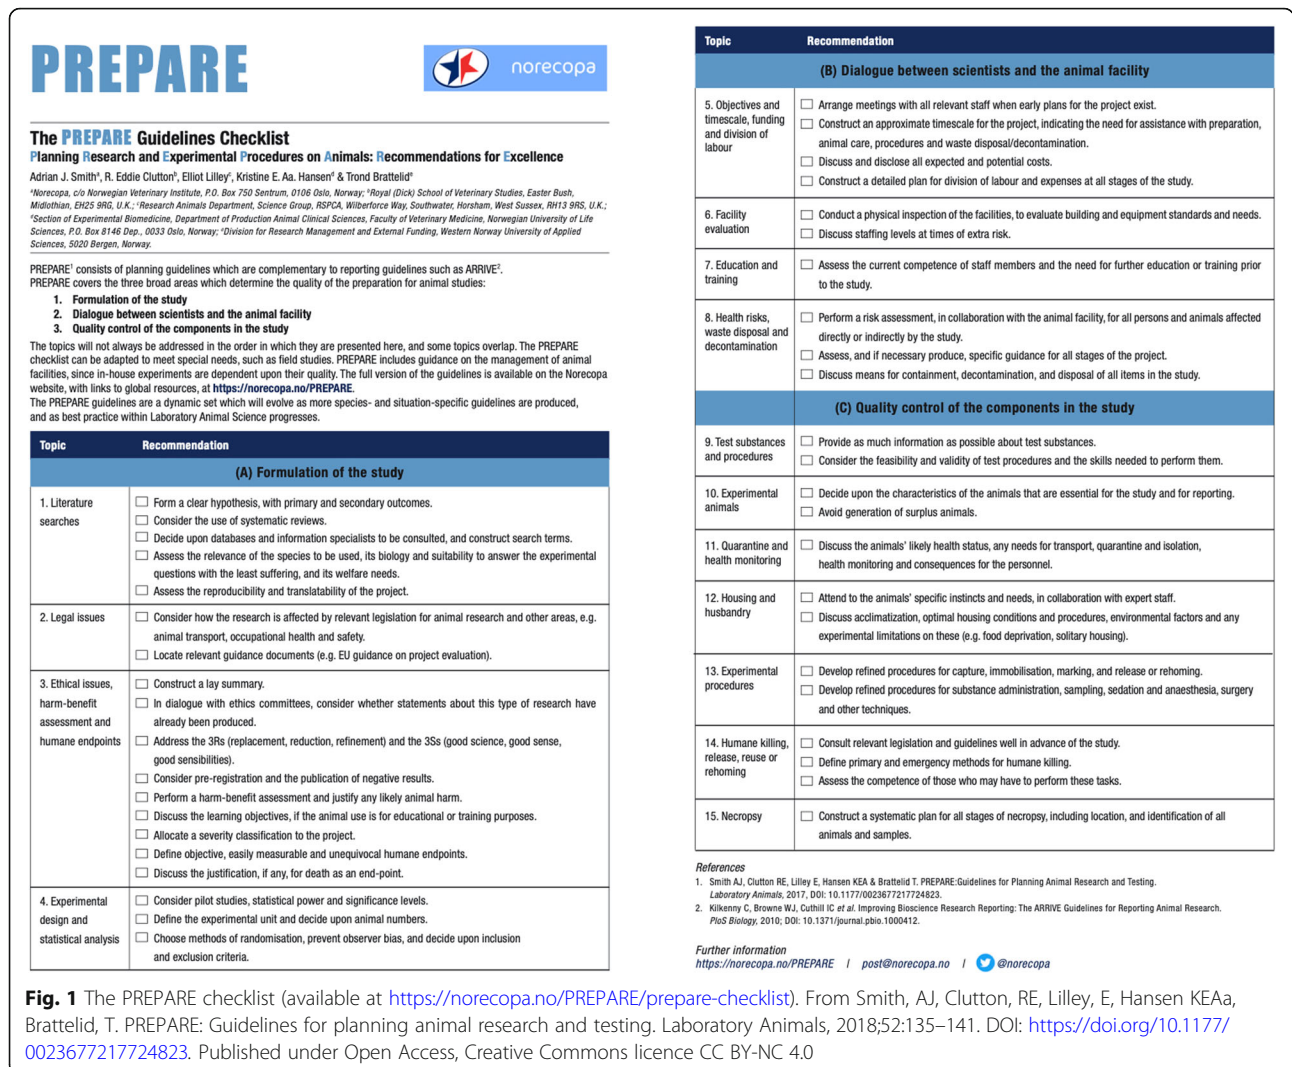 PREPARE
norecopa
The PREPARE Guidelines Checklist
Planning Research and Experimental Procedures on Animals: Recommendations for Excellence
Adrian J. Smithᵃ, R. Eddie Cluttonᵇ, Elliot Lilleyᶜ, Kristine E. Aa. Hansenᵈ & Trond Brattelidᵉ
ᵃNorecopa, c/o Norwegian Veterinary Institute, P.O. Box 750 Sentrum, 0106 Oslo, Norway; ᵇRoyal (Dick) School of Veterinary Studies, Easter Bush,
Midlothian, EH25 9RG, U.K.; ᶜResearch Animals Department, Science Group, RSPCA, Wilberforce Way, Southwater, Horsham, West Sussex, RH13 9RS, U.K.;
ᵈSection of Experimental Biomedicine, Department of Production Animal Clinical Sciences, Faculty of Veterinary Medicine, Norwegian University of Life
Sciences, P.O. Box 8146 Dep., 0033 Oslo, Norway; ᵉDivision for Research Management and External Funding, Western Norway University of Applied
Sciences, 5020 Bergen, Norway.
PREPARE¹ consists of planning guidelines which are complementary to reporting guidelines such as ARRIVE².
PREPARE covers the three broad areas which determine the quality of the preparation for animal studies:
1. Formulation of the study
2. Dialogue between scientists and the animal facility
3. Quality control of the components in the study
The topics will not always be addressed in the order in which they are presented here, and some topics overlap. The PREPARE
checklist can be adapted to meet special needs, such as field studies. PREPARE includes guidance on the management of animal
facilities, since in-house experiments are dependent upon their quality. The full version of the guidelines is available on the Norecopa
website, with links to global resources, at https://norecopa.no/PREPARE.
The PREPARE guidelines are a dynamic set which will evolve as more species- and situation-specific guidelines are produced,
and as best practice within Laboratory Animal Science progresses.
Topic Recommendation
(A) Formulation of the study
1. Literature
searches
Form a clear hypothesis, with primary and secondary outcomes.
Consider the use of systematic reviews.
Decide upon databases and information specialists to be consulted, and construct search terms.
Assess the relevance of the species to be used, its biology and suitability to answer the experimental
questions with the least suffering, and its welfare needs.
Assess the reproducibility and translatability of the project.
2. Legal issues
Consider how the research is affected by relevant legislation for animal research and other areas, e.g.
animal transport, occupational health and safety.
Locate relevant guidance documents (e.g. EU guidance on project evaluation).
3. Ethical issues,
harm-benefit
assessment and
humane endpoints
Construct a lay summary.
In dialogue with ethics committees, consider whether statements about this type of research have
already been produced.
Address the 3Rs (replacement, reduction, refinement) and the 3Ss (good science, good sense,
good sensibilities).
Consider pre-registration and the publication of negative results.
Perform a harm-benefit assessment and justify any likely animal harm.
Discuss the learning objectives, if the animal use is for educational or training purposes.
Allocate a severity classification to the project.
Define objective, easily measurable and unequivocal humane endpoints.
Discuss the justification, if any, for death as an end-point.
4. Experimental
design and
statistical analysis
Consider pilot studies, statistical power and significance levels.
Define the experimental unit and decide upon animal numbers.
Choose methods of randomisation, prevent observer bias, and decide upon inclusion
and exclusion criteria.
Topic Recommendation
(B) Dialogue between scientists and the animal facility
5. Objectives and
timescale, funding
and division of
labour
Arrange meetings with all relevant staff when early plans for the project exist.
Construct an approximate timescale for the project, indicating the need for assistance with preparation,
animal care, procedures and waste disposal/decontamination.
Discuss and disclose all expected and potential costs.
Construct a detailed plan for division of labour and expenses at all stages of the study.
6. Facility
evaluation
Conduct a physical inspection of the facilities, to evaluate building and equipment standards and needs.
Discuss staffing levels at times of extra risk.
7. Education and
training
Assess the current competence of staff members and the need for further education or training prior
to the study.
8. Health risks,
waste disposal and
decontamination
Perform a risk assessment, in collaboration with the animal facility, for all persons and animals affected
directly or indirectly by the study.
Assess, and if necessary produce, specific guidance for all stages of the project.
Discuss means for containment, decontamination, and disposal of all items in the study.
(C) Quality control of the components in the study
9. Test substances
and procedures
Provide as much information as possible about test substances.
Consider the feasibility and validity of test procedures and the skills needed to perform them.
10. Experimental
animals
Decide upon the characteristics of the animals that are essential for the study and for reporting.
Avoid generation of surplus animals.
11. Quarantine and
health monitoring
Discuss the animals' likely health status, any needs for transport, quarantine and isolation,
health monitoring and consequences for the personnel.
12. Housing and
husbandry
Attend to the animals' specific instincts and needs, in collaboration with expert staff.
Discuss acclimatization, optimal housing conditions and procedures, environmental factors and any
experimental limitations on these (e.g. food deprivation, solitary housing).
13. Experimental
procedures
Develop refined procedures for capture, immobilisation, marking, and release or rehoming.
Develop refined procedures for substance administration, sampling, sedation and anaesthesia, surgery
and other techniques.
14. Humane killing,
release, reuse or
rehoming
Consult relevant legislation and guidelines well in advance of the study.
Define primary and emergency methods for humane killing.
Assess the competence of those who may have to perform these tasks.
15. Necropsy
Construct a systematic plan for all stages of necropsy, including location, and identification of all
animals and samples.
References
1. Smith AJ, Clutton RE, Lilley E, Hansen KEA & Brattelid T. PREPARE:Guidelines for Planning Animal Research and Testing.
Laboratory Animals, 2017, DOI: 10.1177/0023677217724823.
2. Kilkenny C, Browne WJ, Cuthill IC et al. Improving Bioscience Research Reporting: The ARRIVE Guidelines for Reporting Animal Research.
PloS Biology, 2010; DOI: 10.1371/journal.pbio.1000412.
Further information
https://norecopa.no/PREPARE | post@norecopa.no | @norecopa
Fig. 1 The PREPARE checklist (available at https://norecopa.no/PREPARE/prepare-checklist). From Smith, AJ, Clutton, RE, Lilley, E, Hansen KEAa,
Brattelid, T. PREPARE: Guidelines for planning animal research and testing. Laboratory Animals, 2018;52:135–141. DOI: https://doi.org/10.1177/
0023677217724823. Published under Open Access, Creative Commons licence CC BY-NC 4.0